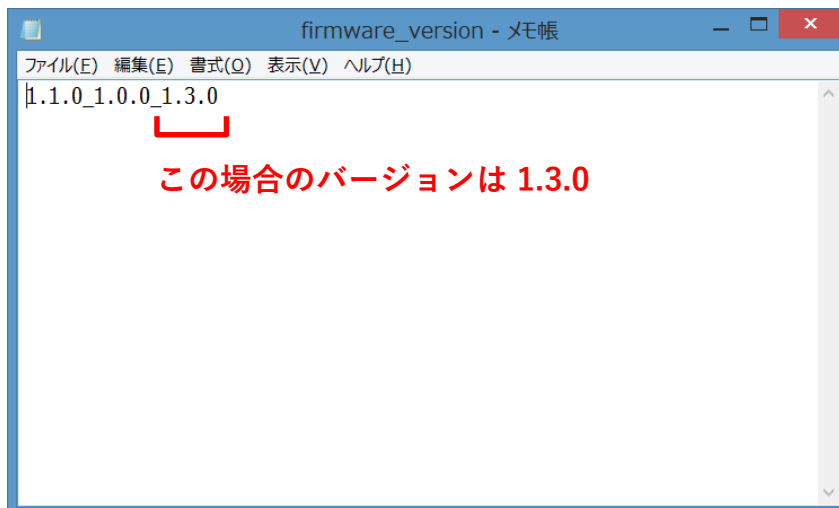 firmware_version - メモ帳
ファイル(F) 編集(E) 書式(O) 表示(V) ヘルプ(H)
1.1.0_1.0.0_1.3.0
この場合のバージョンは 1.3.0